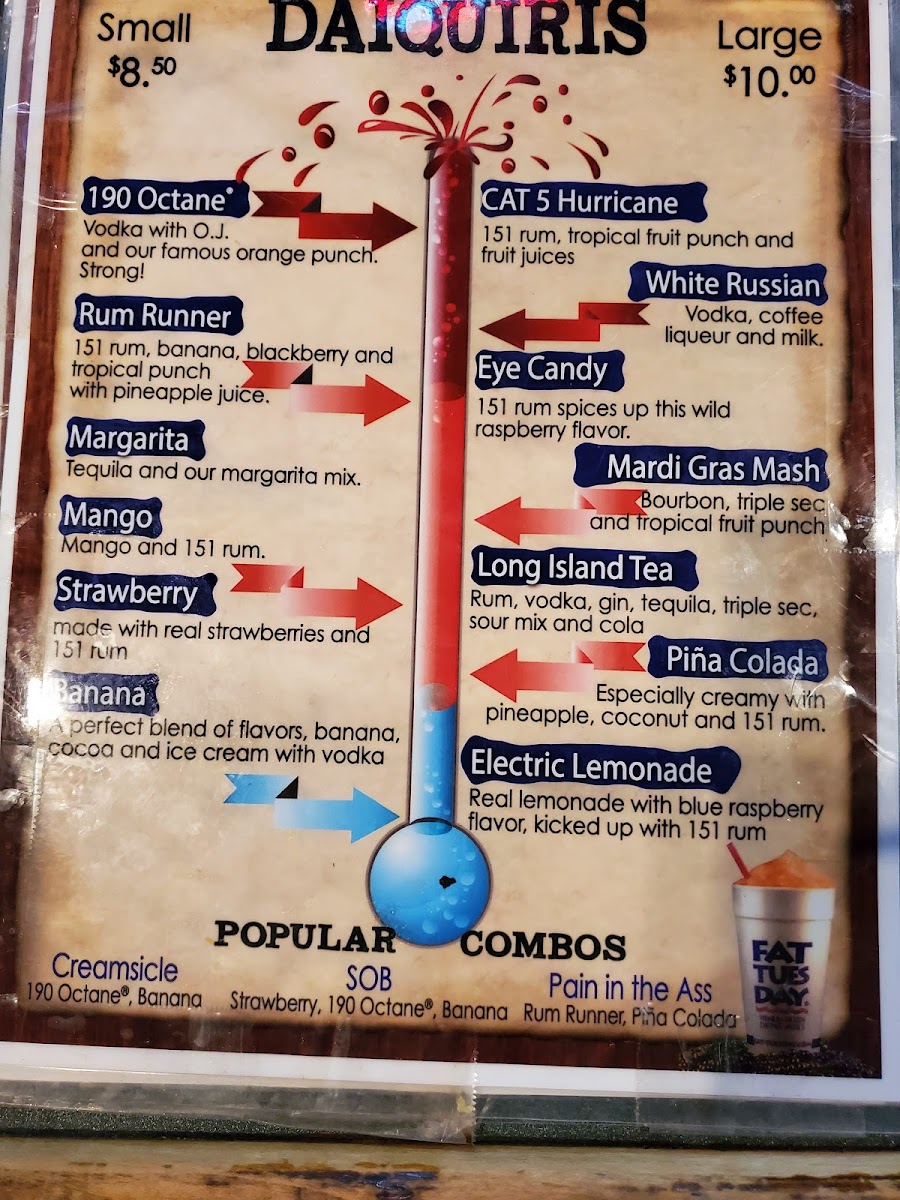 DAIQUIRIS
Small
$8.50
Large
$10.00
190 Octane®
Vodka with O.J.
and our famous orange punch.
Strong!
Rum Runner
151 rum, banana, blackberry and
tropical punch
with pineapple juice.
Margarita
Tequila and our margarita mix.
Mango
Mango and 151 rum.
Strawberry
made with real strawberries and
151 rum
Banana
A perfect blend of flavors, banana,
cocoa and ice cream with vodka
CAT 5 Hurricane
151 rum, tropical fruit punch and
fruit juices
White Russian
Vodka, coffee
liqueur and milk.
Eye Candy
151 rum spices up this wild
raspberry flavor.
Mardi Gras Mash
Bourbon, triple sec
and tropical fruit punch
Long Island Tea
Rum, vodka, gin, tequila, triple sec,
sour mix and cola
Piña Colada
Especially creamy with
pineapple, coconut and 151 rum.
Electric Lemonade
Real lemonade with blue raspberry
flavor, kicked up with 151 rum
POPULAR COMBOS
Creamsicle
190 Octane®, Banana
SOB
Strawberry, 190 Octane®, Banana
Pain in the Ass
Rum Runner, Piña Colada
FAT
TUES
DAY